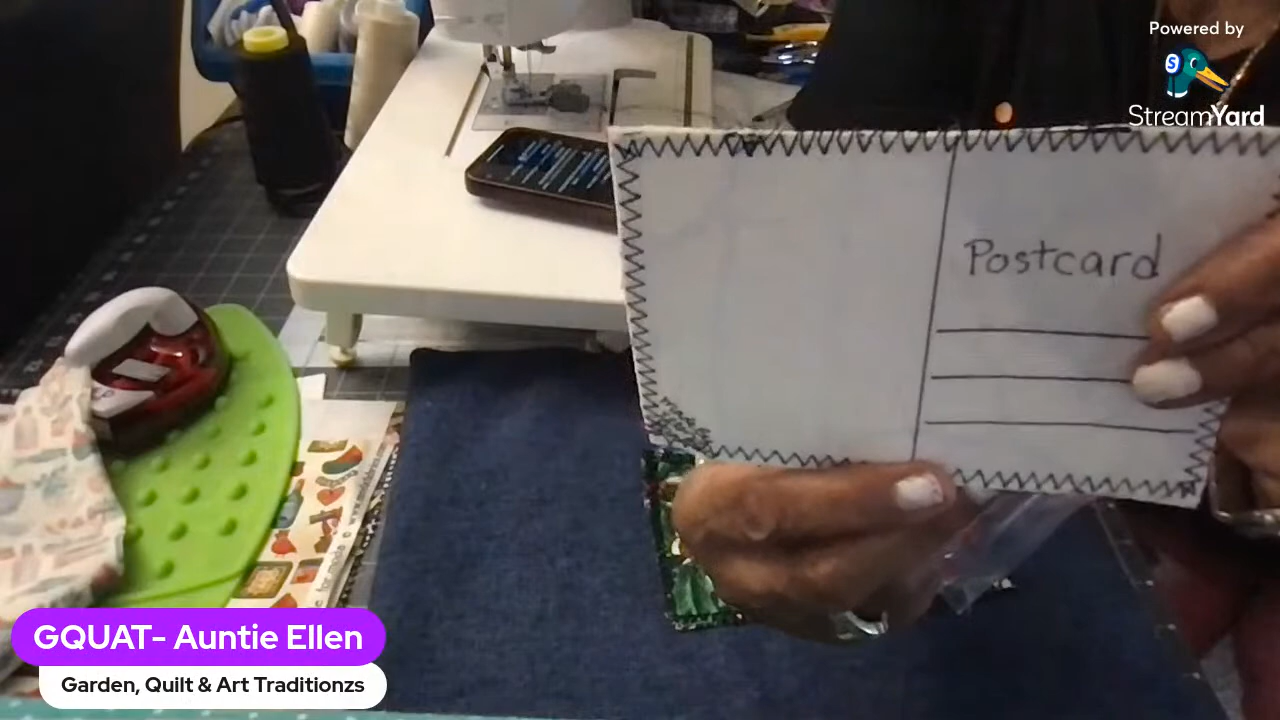 Powered by
S
StreamYard
Postcard
GQUAT- Auntie Ellen
Garden, Quilt & Art Traditionzs